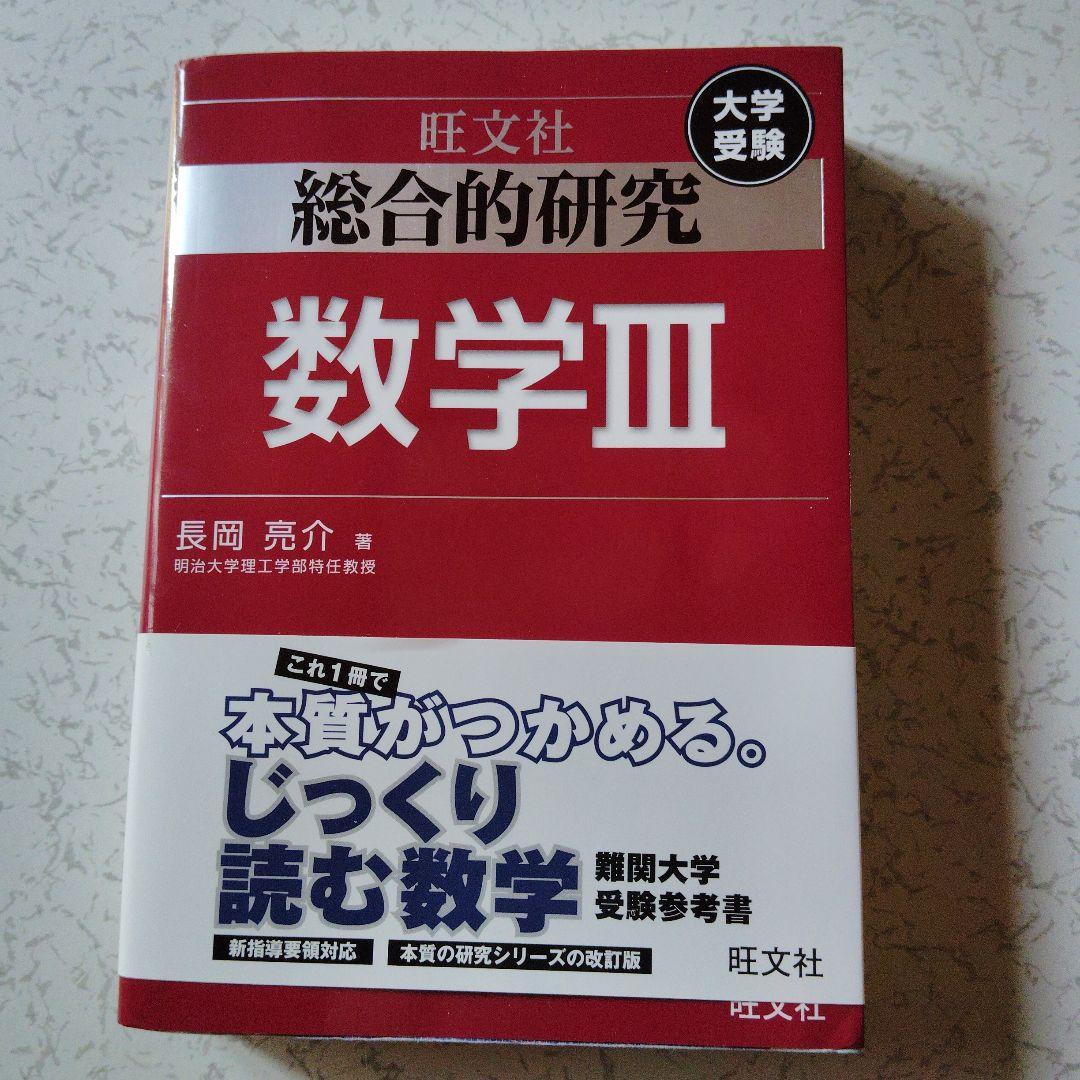 大学
受験
旺文社
総合的研究
数学III
長岡 亮介 著
明治大学理工学部特任教授
これ1冊で
本質がつかめる。
じっくり
読む数学
難関大学
受験参考書
新指導要領対応
本質の研究シリーズの改訂版
旺文社
旺文社